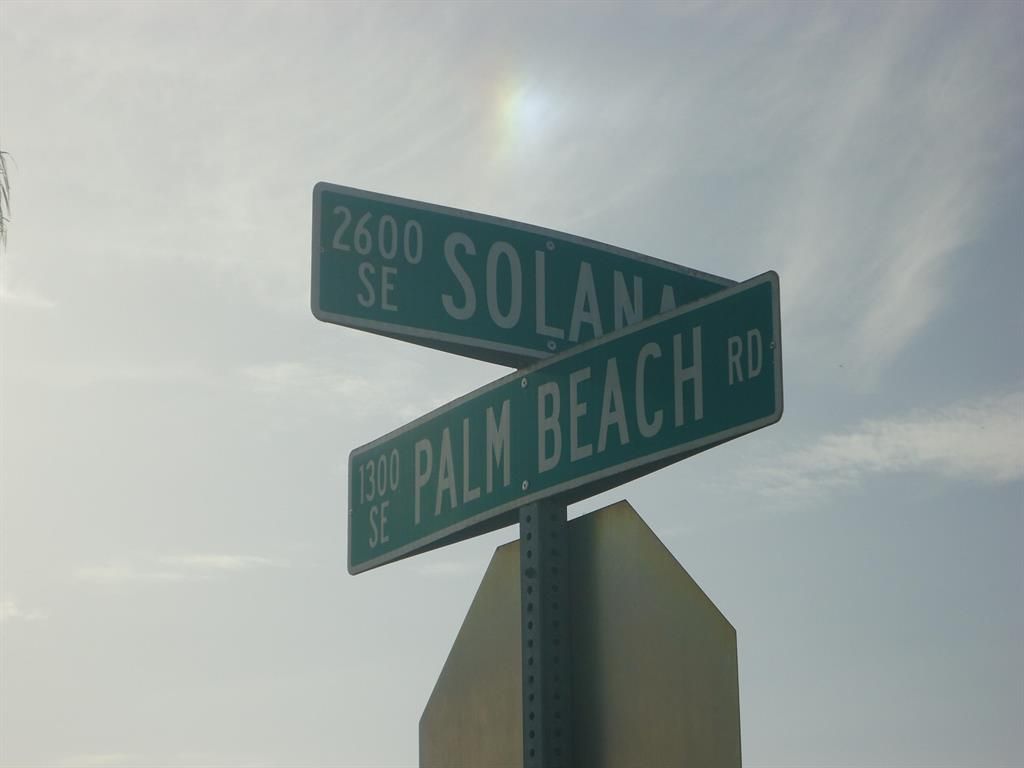 2600 SE SOLANA
1300 SE PALM BEACH RD